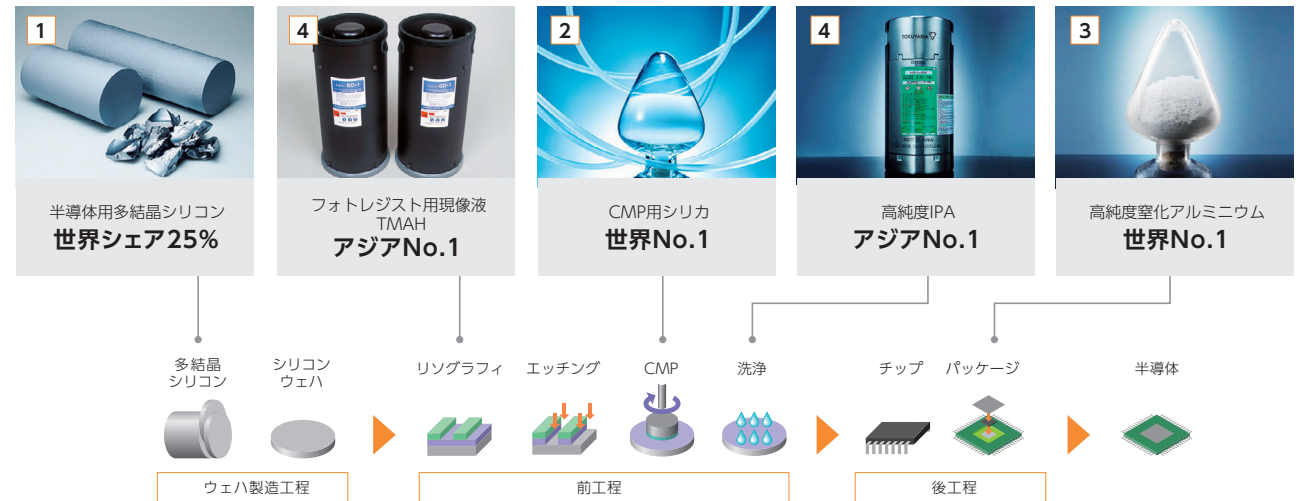 1
半導体用多結晶シリコン
世界シェア25%
4
フォトレジスト用現像液
TMAH
アジアNo.1
2
CMP用シリカ
世界No.1
4
TOKUYAMA
高純度IPA
アジアNo.1
3
高純度窒化アルミニウム
世界No.1
多結晶
シリコン
シリコン
ウェハ
リソグラフィ
エッチング
CMP
洗浄
チップ
パッケージ
半導体
ウェハ製造工程
前工程
後工程